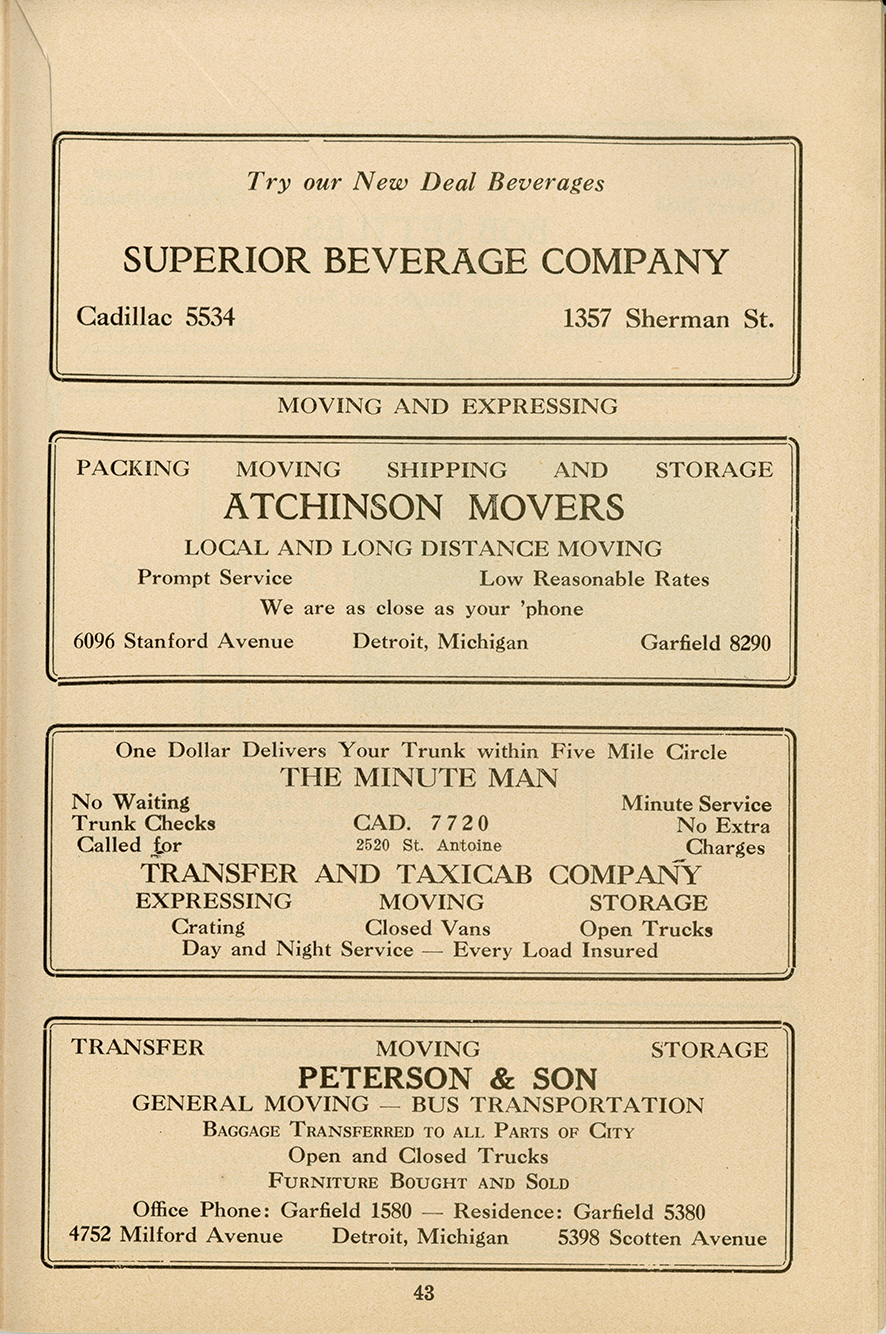 Try our New Deal Beverages
SUPERIOR BEVERAGE COMPANY
Cadillac 5534 1357 Sherman St.
MOVING AND EXPRESSING
PACKING MOVING SHIPPING AND STORAGE
ATCHINSON MOVERS
LOCAL AND LONG DISTANCE MOVING
Prompt Service Low Reasonable Rates
We are as close as your 'phone
6096 Stanford Avenue Detroit, Michigan Garfield 8290
One Dollar Delivers Your Trunk within Five Mile Circle
THE MINUTE MAN
No Waiting Minute Service
Trunk Checks CAD. 7720 No Extra
Called for 2520 St. Antoine Charges
TRANSFER AND TAXICAB COMPANY
EXPRESSING MOVING STORAGE
Crating Closed Vans Open Trucks
Day and Night Service — Every Load Insured
TRANSFER MOVING STORAGE
PETERSON & SON
GENERAL MOVING — BUS TRANSPORTATION
BAGGAGE TRANSFERRED TO ALL PARTS OF CITY
Open and Closed Trucks
FURNITURE BOUGHT AND SOLD
Office Phone: Garfield 1580 — Residence: Garfield 5380
4752 Milford Avenue Detroit, Michigan 5398 Scotten Avenue
43